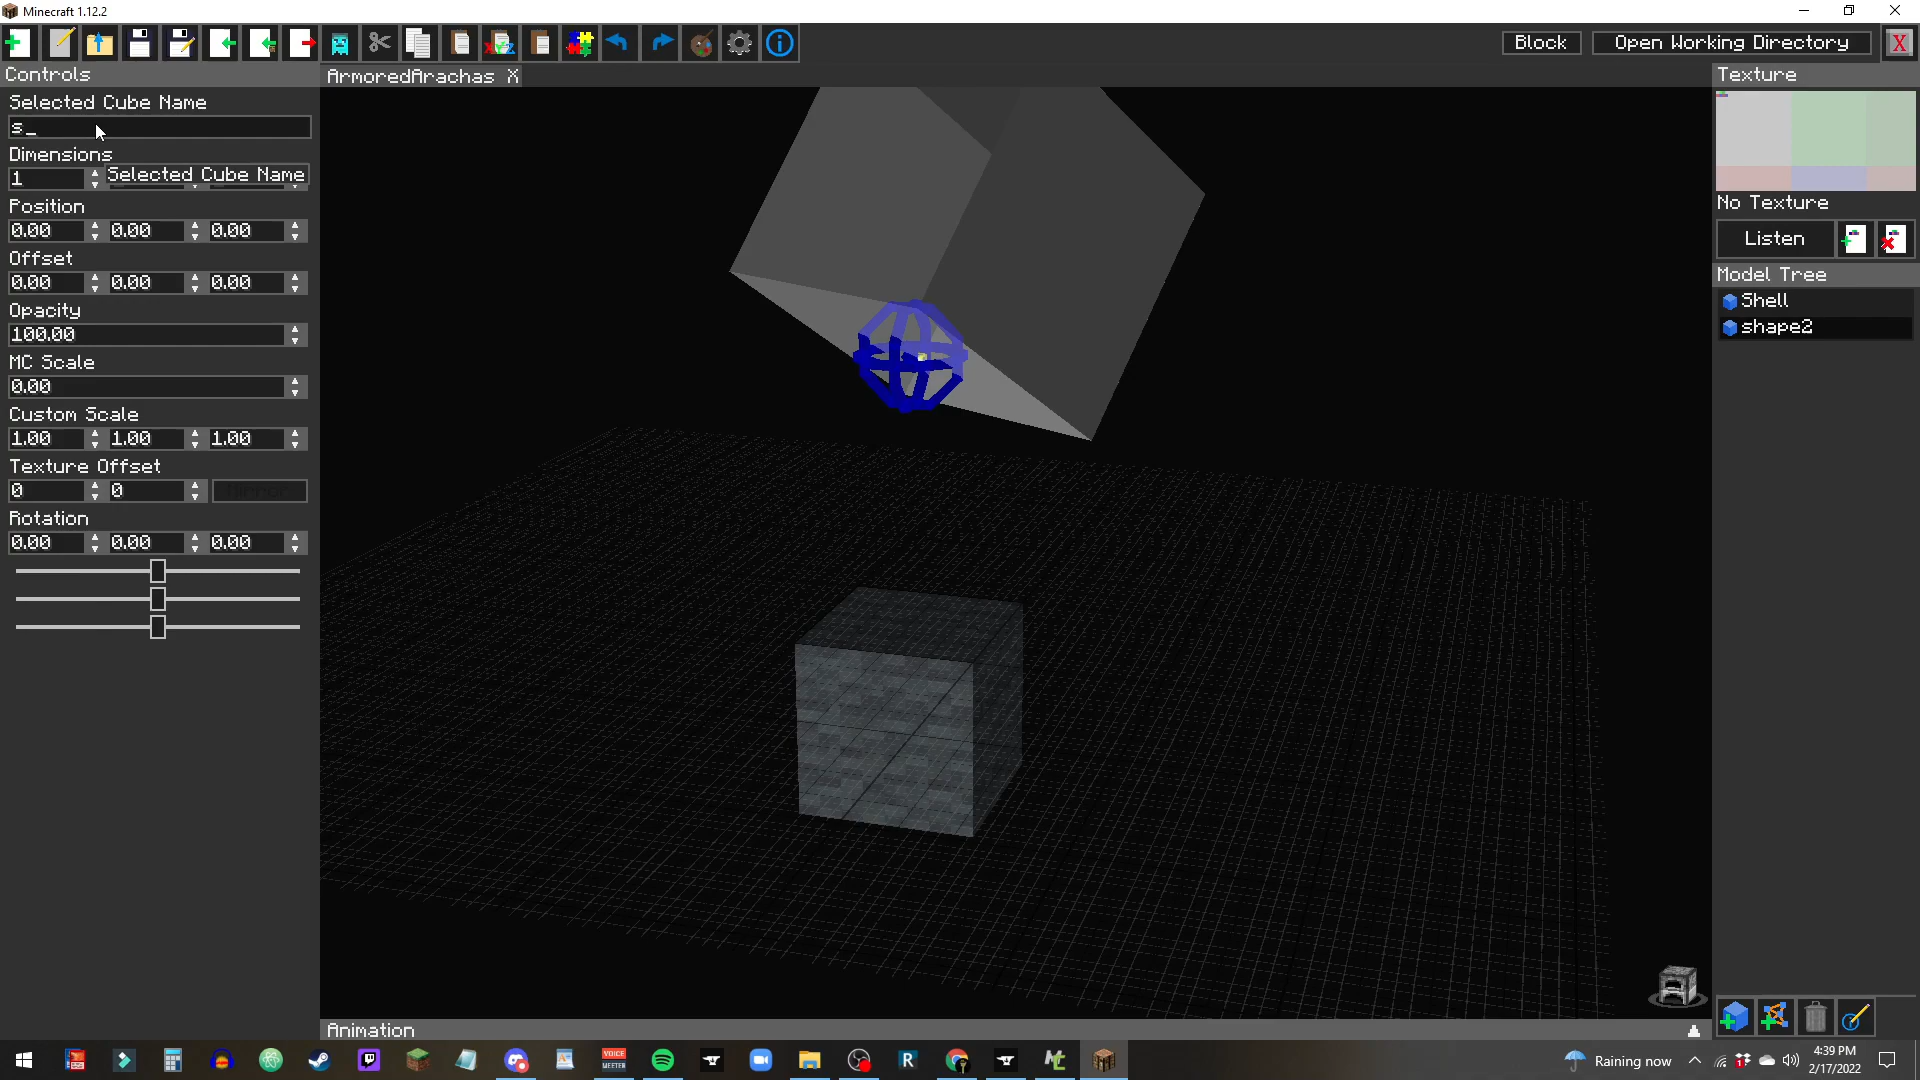 Minecraft 1.12.2
Block
Open Working Directory
X
Controls
ArmoredArachas X
Texture
Selected Cube Name
s_
Dimensions
1
Selected Cube Name
Position
0.00 0.00 0.00
Offset
0.00 0.00 0.00
Opacity
100.00
MC Scale
0.00
Custom Scale
1.00 1.00 1.00
Texture Offset
0 0
Rotation
0.00 0.00 0.00
No Texture
Listen
Model Tree
Shell
shape2
Animation
VOICE
MEETER
R
Raining now
4:39 PM
2/17/2022